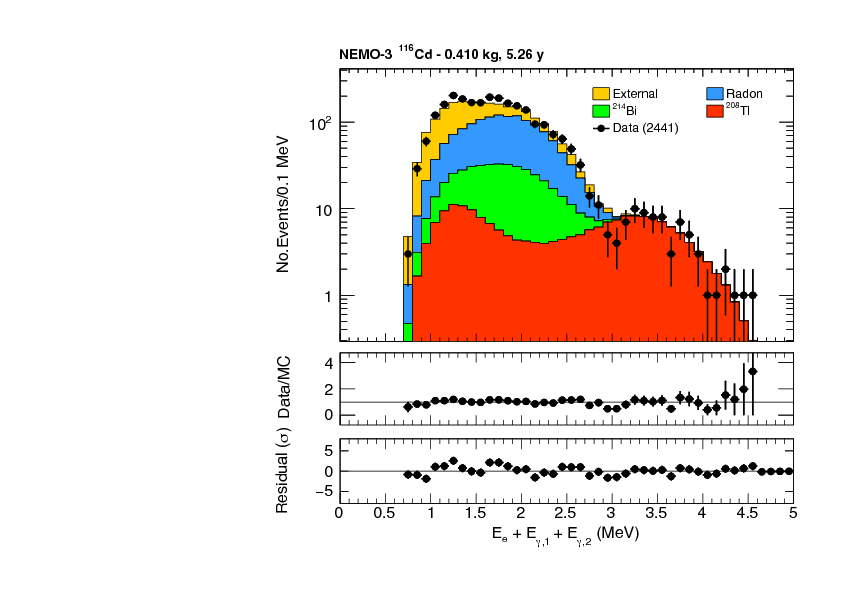 NEMO-3 ¹¹⁶Cd - 0.410 kg, 5.26 y
External
Radon
²¹⁴Bi
²⁰⁸Tl
Data (2441)
No.Events/0.1 MeV
10²
10
1
Data/MC
4
2
0
Residual (σ)
5
0
−5
0 0.5 1 1.5 2 2.5 3 3.5 4 4.5 5
Eₑ + E_γ,1 + E_γ,2 (MeV)